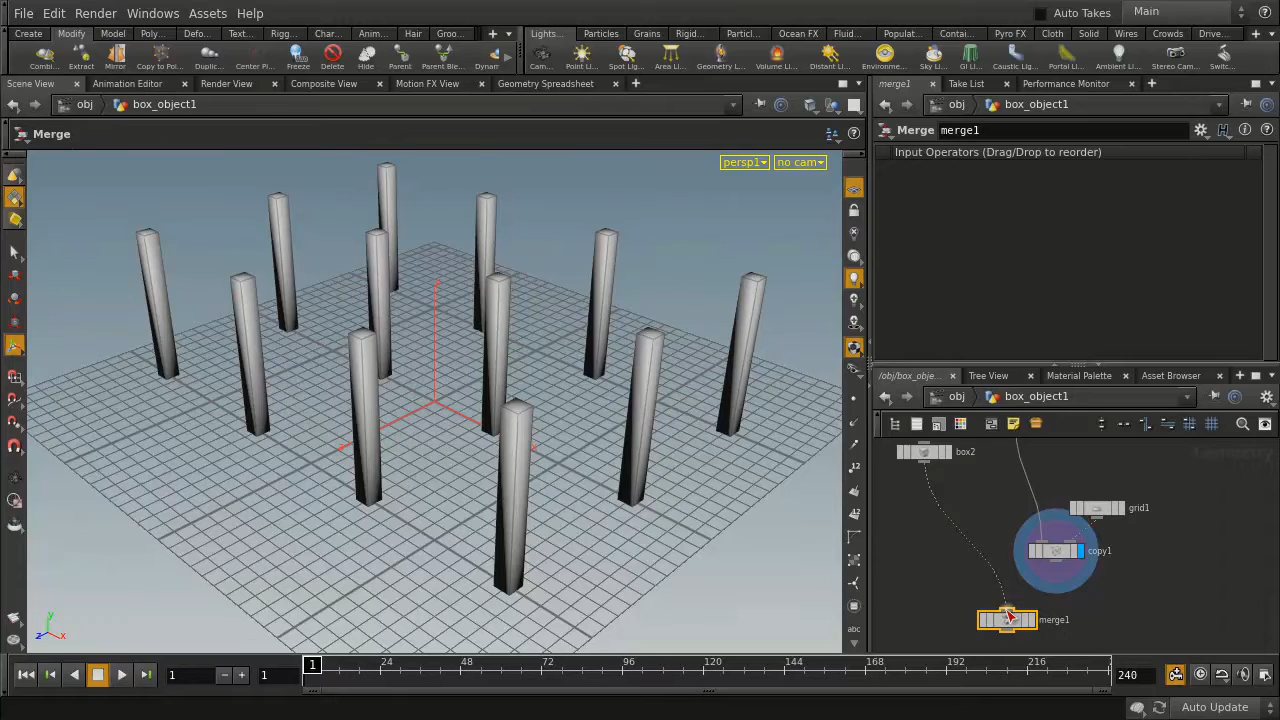 File Edit Render Windows Assets Help Auto Takes Main
Create Modify Model Poly... Defo... Text... Rigg... Char... Anim... Hair Groo... Lights... Particles Grains Rigid... Particl... Ocean FX Fluid... Populat... Contai... Pyro FX Cloth Solid Wires Crowds Drive...
Combi... Extract Mirror Copy to Poi... Duplic... Center Pi... Freeze Delete Hide Parent Parent Ble... Dynam Cam... Point Li... Spot Lig... Area Li... Geometry L... Volume Li... Distant Li... Environme... Sky Li... GI Li... Caustic Lig... Portal Li... Ambient Li... Stereo Cam... Switc...
Scene View Animation Editor Render View Composite View Motion FX View Geometry Spreadsheet merge1 Take List Performance Monitor
obj box_object1 obj box_object1
Merge Merge merge1
Input Operators (Drag/Drop to reorder)
persp1 no cam
/obj/box_obje... Tree View Material Palette Asset Browser
obj box_object1
12
12
abc
Geometry
box2
grid1
copy1
merge1
y
z x
1 1 1 24 48 72 96 120 144 168 192 216 240
Auto Update